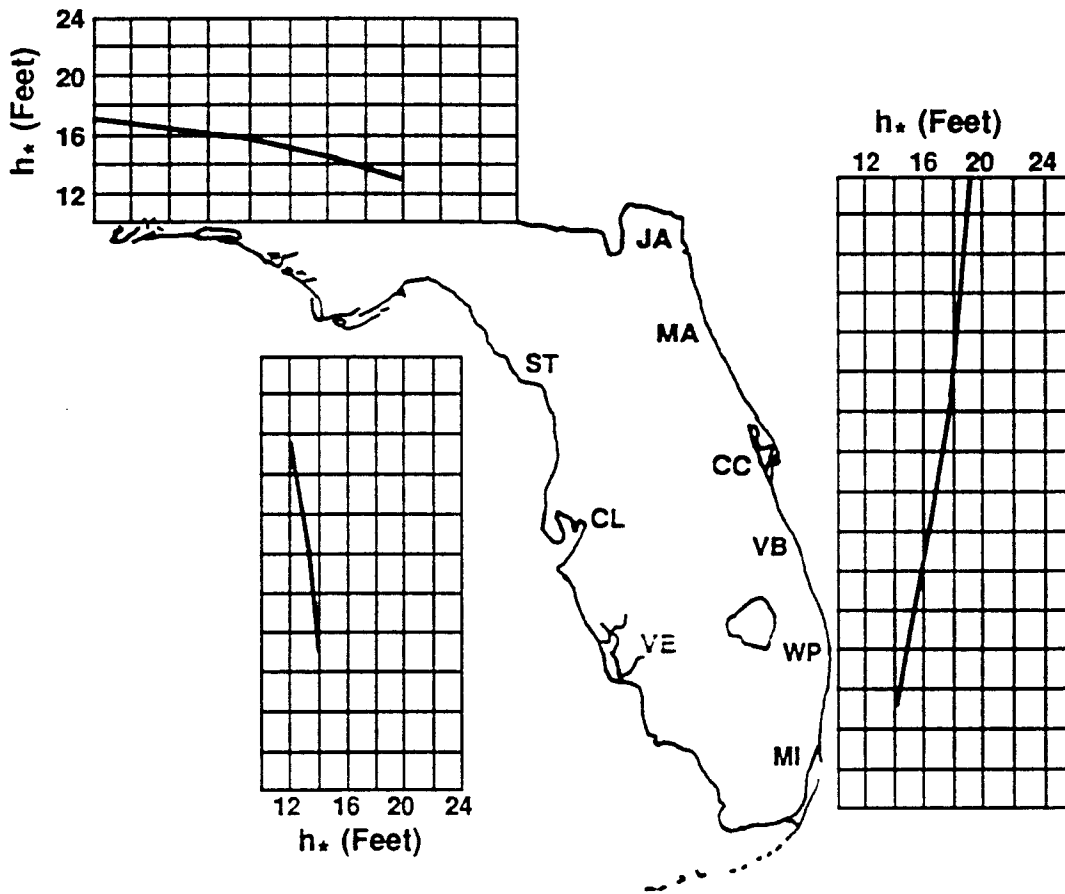 24
20
16
12
h* (Feet)
h* (Feet)
12 16 20 24
JA
MA
ST
CC
CL
VB
VE
WP
MI
12 16 20 24
h* (Feet)